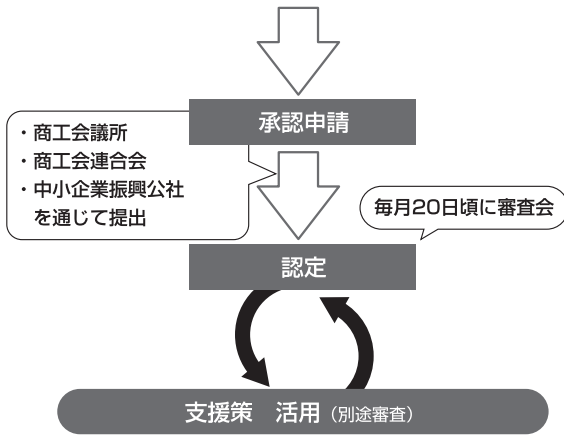 承認申請
・商工会議所
・商工会連合会
・中小企業振興公社
を通じて提出
毎月20日頃に審査会
認定
支援策　活用（別途審査）